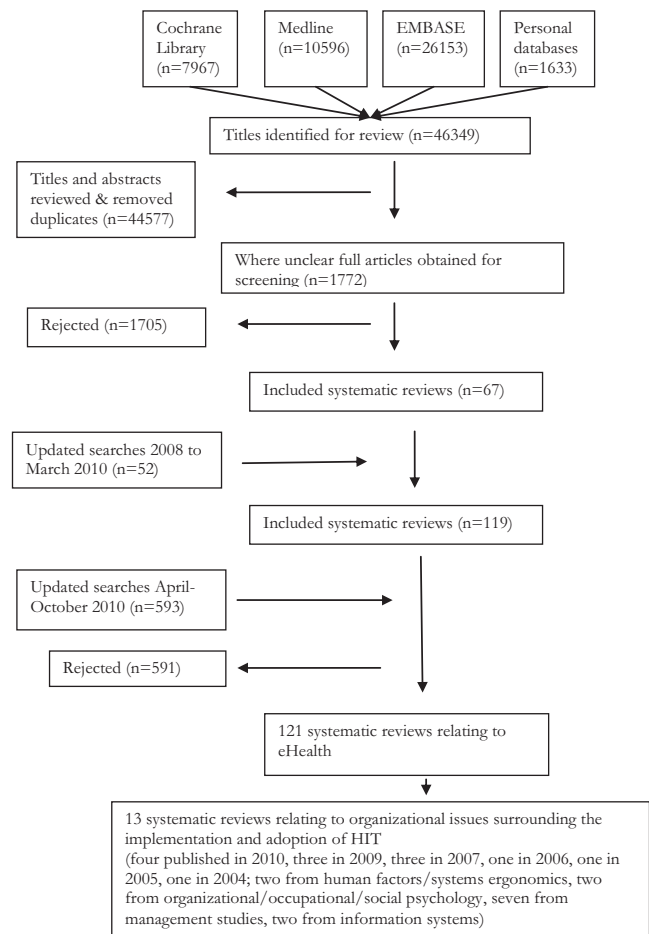 Cochrane
Library
(n=7967)
Medline
(n=10596)
EMBASE
(n=26153)
Personal
databases
(n=1633)
Titles identified for review (n=46349)
Titles and abstracts
reviewed & removed
duplicates (n=44577)
Where unclear full articles obtained for
screening (n=1772)
Rejected (n=1705)
Included systematic reviews (n=67)
Updated searches 2008 to
March 2010 (n=52)
Included systematic reviews (n=119)
Updated searches April-
October 2010 (n=593)
Rejected (n=591)
121 systematic reviews relating to
eHealth
13 systematic reviews relating to organizational issues surrounding the
implementation and adoption of HIT
(four published in 2010, three in 2009, three in 2007, one in 2006, one in
2005, one in 2004; two from human factors/systems ergonomics, two
from organizational/occupational/social psychology, seven from
management studies, two from information systems)